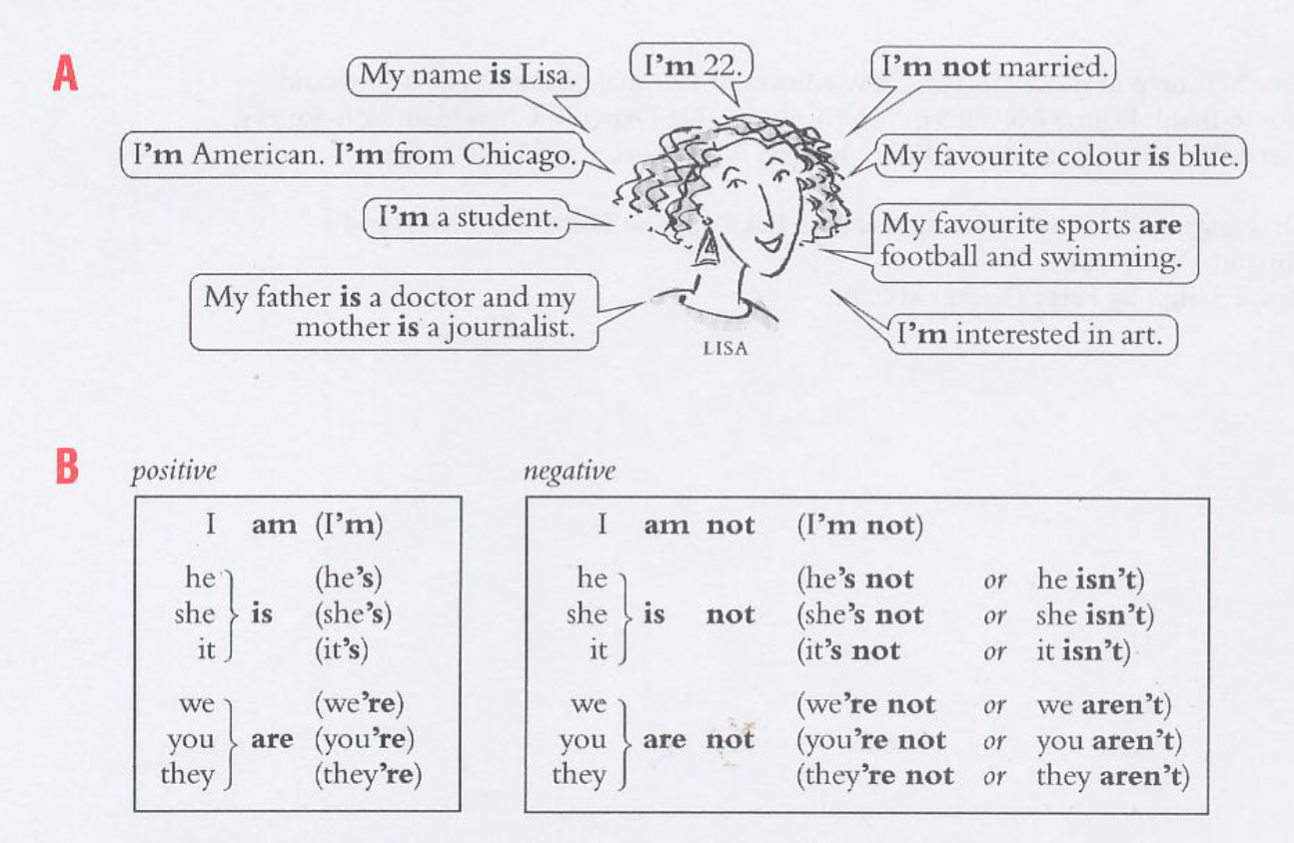 A
My name is Lisa.
I'm 22.
I'm not married.
I'm American. I'm from Chicago.
My favourite colour is blue.
I'm a student.
My favourite sports are
football and swimming.
My father is a doctor and my
mother is a journalist.
I'm interested in art.
LISA
B
positive
I am (I'm)
he (he's)
she is (she's)
it (it's)
we (we're)
you are (you're)
they (they're)
negative
I am not (I'm not)
he (he's not or he isn't)
she is not (she's not or she isn't)
it (it's not or it isn't)
we (we're not or we aren't)
you are not (you're not or you aren't)
they (they're not or they aren't)